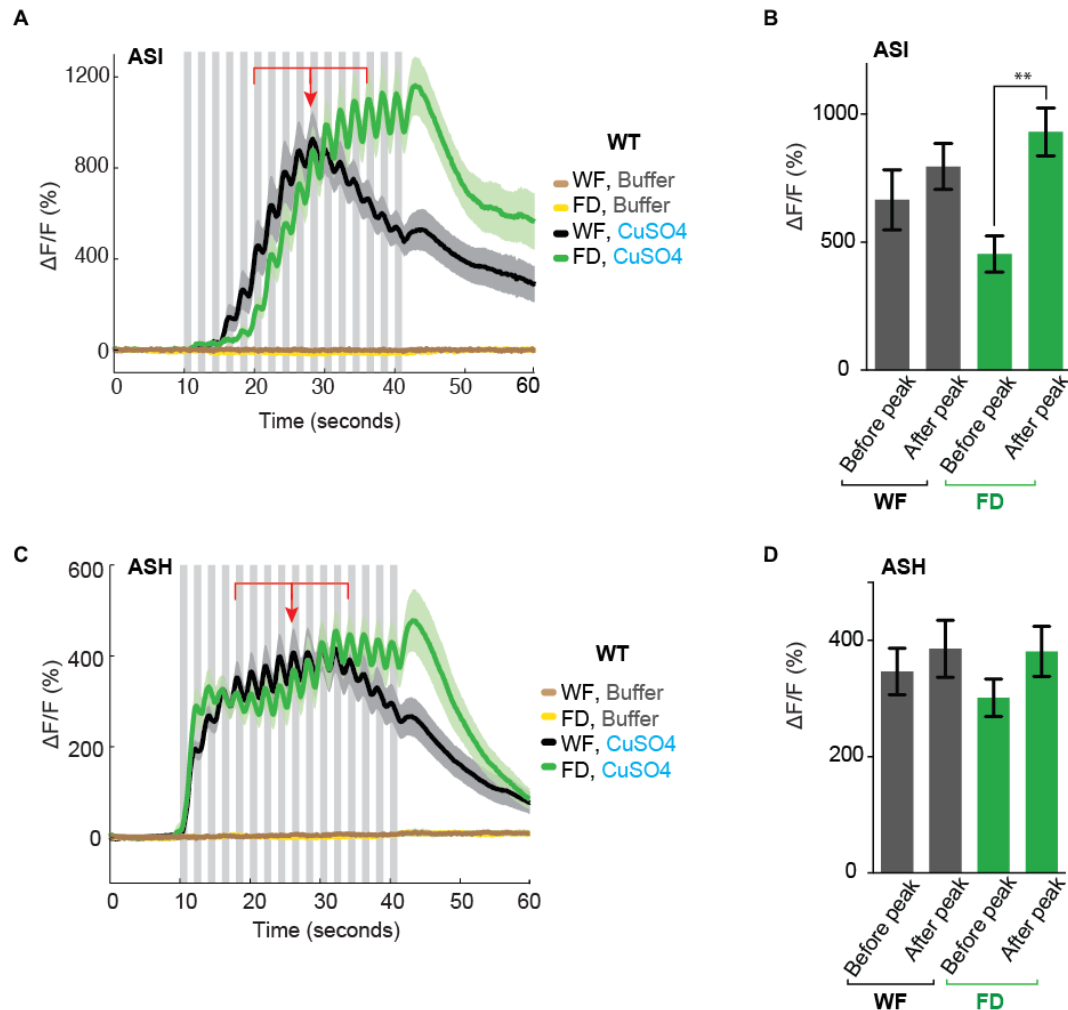 A
ASI
ΔF/F (%)
1200
800
400
0
0 10 20 30 40 50 60
Time (seconds)
WT
WF, Buffer
FD, Buffer
WF, CuSO4
FD, CuSO4
B
ASI
**
ΔF/F (%)
1000
500
0
Before peak
After peak
Before peak
After peak
WF
FD
C
ASH
ΔF/F (%)
600
400
200
0
0 10 20 30 40 50 60
Time (seconds)
WT
WF, Buffer
FD, Buffer
WF, CuSO4
FD, CuSO4
D
ASH
ΔF/F (%)
400
200
0
Before peak
After peak
Before peak
After peak
WF
FD